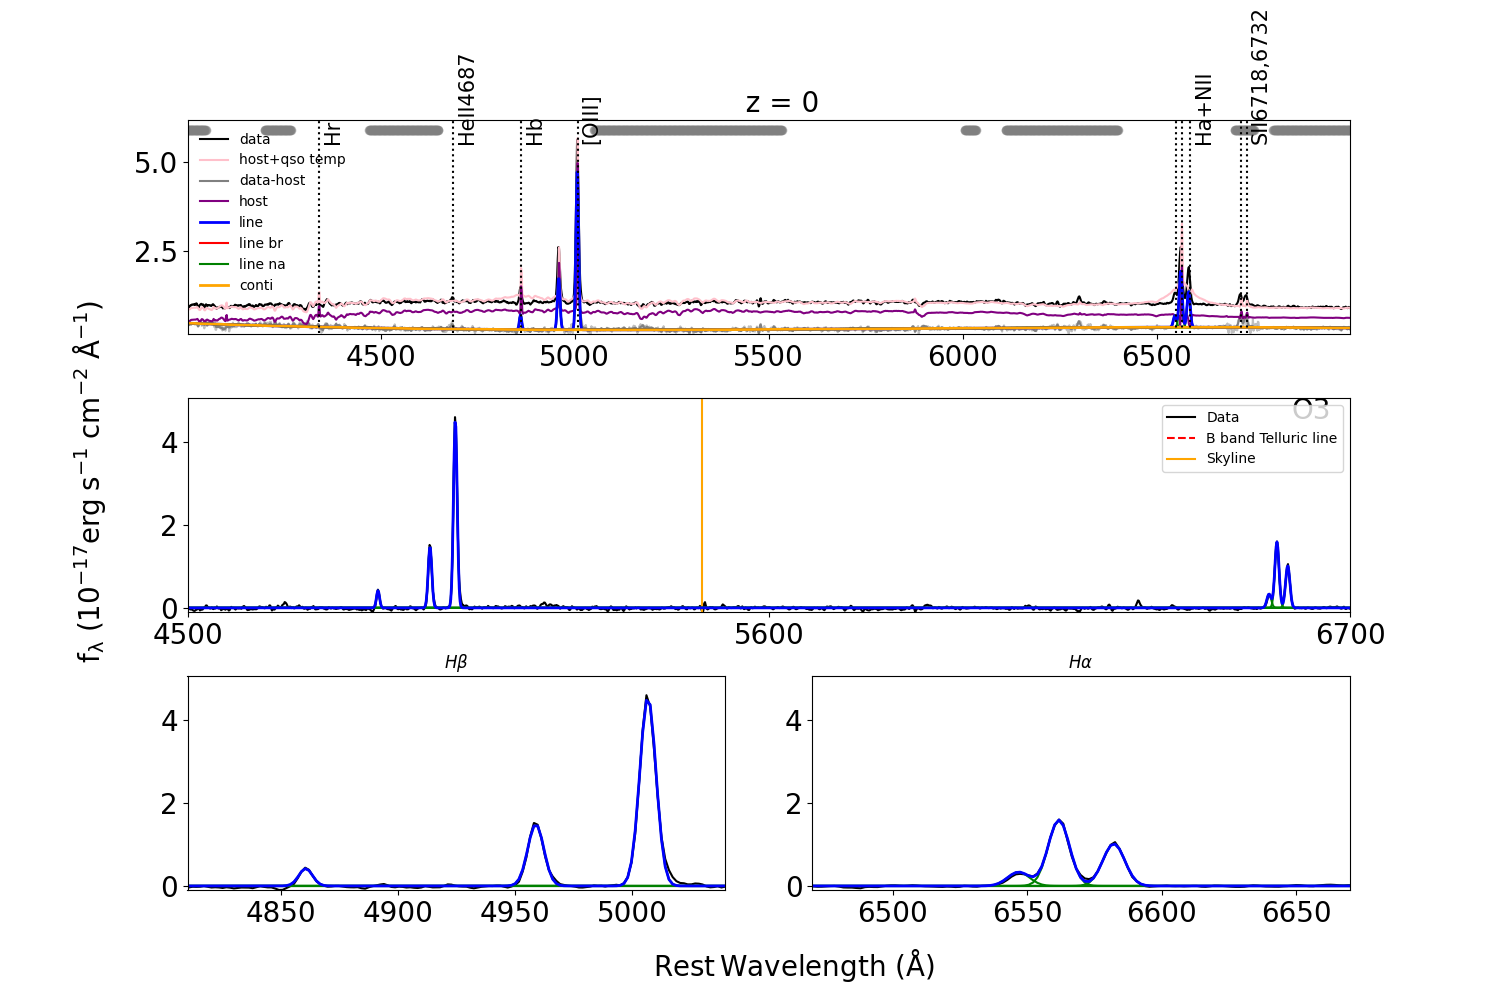 z = 0
Hr
HeII4687
Hb
[OIII]
Ha+NII
SII6718,6732
data
host+qso temp
data-host
host
line
line br
line na
conti
5.0
2.5
4500 5000 5500 6000 6500
O3
Data
B band Telluric line
Skyline
4
2
0
4500 5600 6700
fλ (10⁻¹⁷erg s⁻¹ cm⁻² Å⁻¹)
Hβ
4
2
0
4850 4900 4950 5000
Hα
4
2
0
6500 6550 6600 6650
Rest Wavelength (Å)